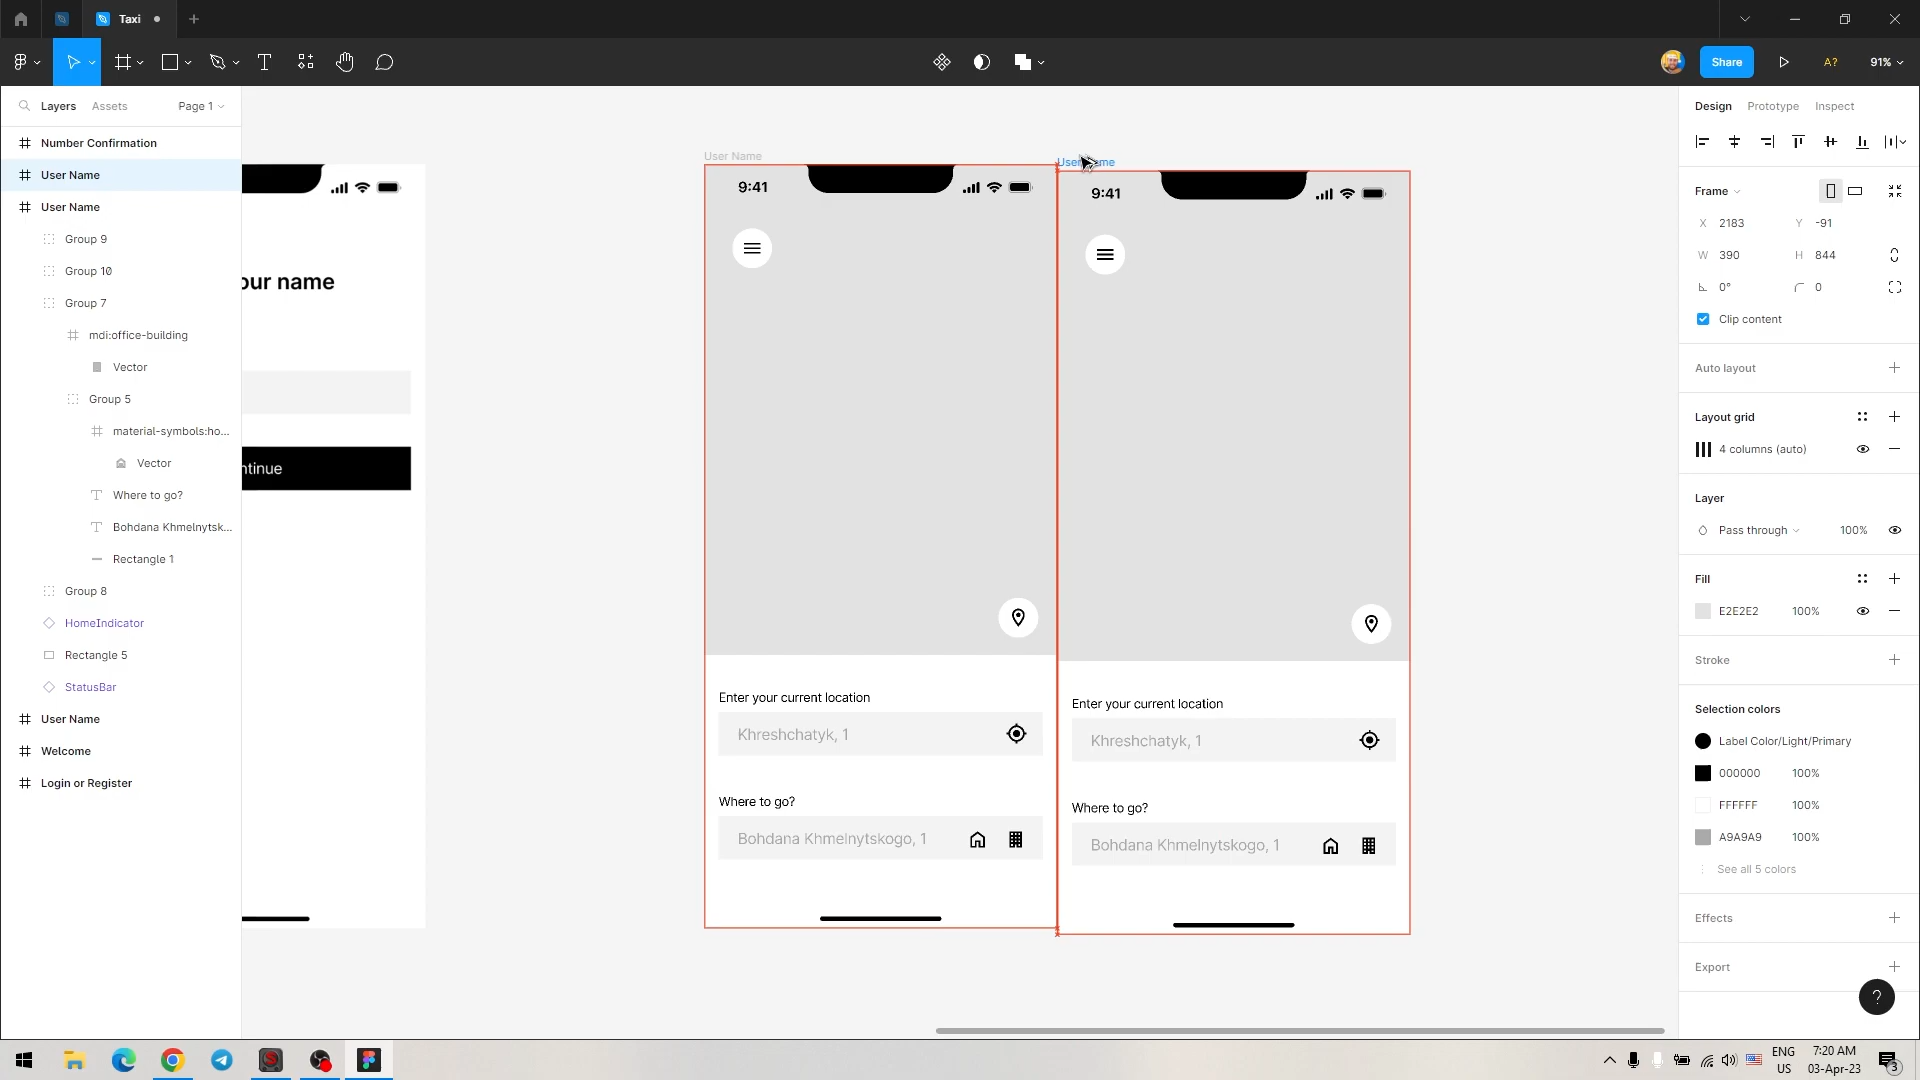 Taxi
Share
A?
91%
Layers
Assets
Page 1
Number Confirmation
User Name
User Name
Group 9
Group 10
Group 7
mdi:office-building
Vector
Group 5
material-symbols:ho...
Vector
Where to go?
Bohdana Khmelnytsk...
Rectangle 1
Group 8
HomeIndicator
Rectangle 5
StatusBar
User Name
Welcome
Login or Register
our name
ntinue
User Name
9:41
Enter your current location
Khreshchatyk, 1
Where to go?
Bohdana Khmelnytskogo, 1
User Name
9:41
Enter your current location
Khreshchatyk, 1
Where to go?
Bohdana Khmelnytskogo, 1
Design
Prototype
Inspect
Frame
X 2183
Y -91
W 390
H 844
0°
0
Clip content
Auto layout
Layout grid
4 columns (auto)
Layer
Pass through
100%
Fill
E2E2E2 100%
Stroke
Selection colors
Label Color/Light/Primary
000000 100%
FFFFFF 100%
A9A9A9 100%
See all 5 colors
Effects
Export
?
ENG
US
7:20 AM
03-Apr-23
3